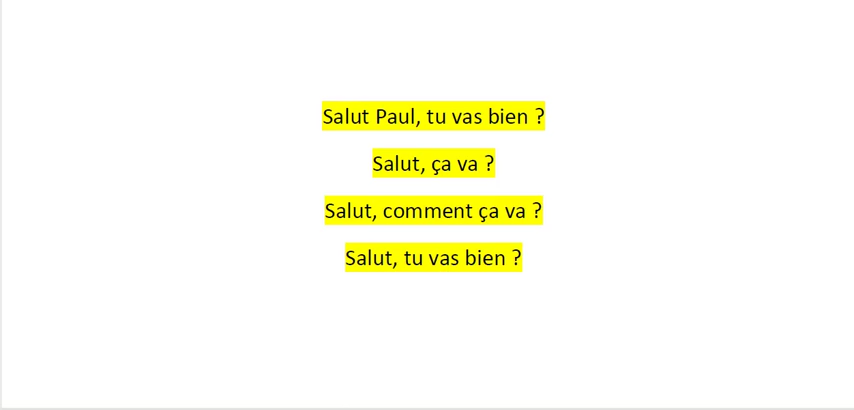 Salut Paul, tu vas bien ?
Salut, ça va ?
Salut, comment ça va ?
Salut, tu vas bien ?